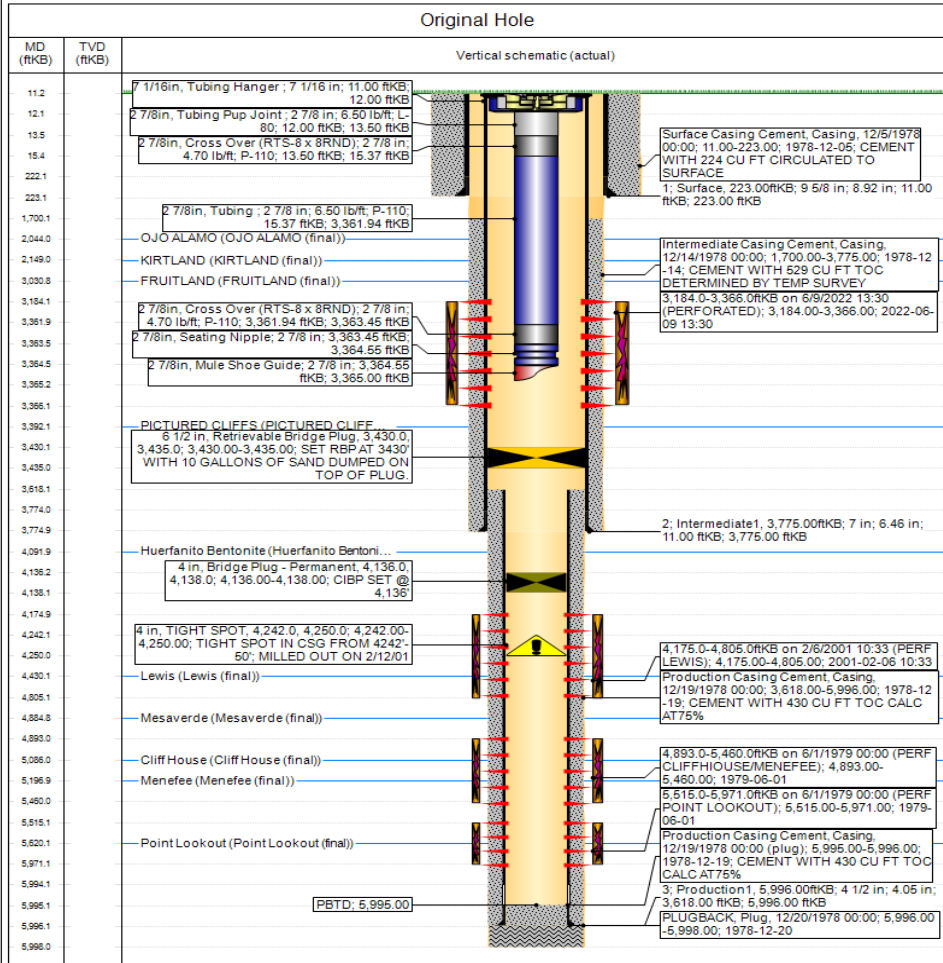 Original Hole
MD
(ftKB)
TVD
(ftKB)
Vertical schematic (actual)
11.2
12.1
13.5
15.4
222.1
223.1
1,700.1
2,044.0
2,149.0
3,030.8
3,184.1
3,361.9
3,363.5
3,364.5
3,365.2
3,366.1
3,392.1
3,430.1
3,435.0
3,618.1
3,774.0
3,774.9
4,091.9
4,136.2
4,138.1
4,174.9
4,242.1
4,250.0
4,430.1
4,805.1
4,884.8
4,893.0
5,086.0
5,196.9
5,460.0
5,515.1
5,620.1
5,971.1
5,994.1
5,995.1
5,996.1
5,998.0
7 1/16in, Tubing Hanger ; 7 1/16 in; 11.00 ftKB;
12.00 ftKB
2 7/8in, Tubing Pup Joint ; 2 7/8 in; 6.50 lb/ft; L-
80; 12.00 ftKB; 13.50 ftKB
2 7/8in, Cross Over (RTS-8 x 8RND); 2 7/8 in;
4.70 lb/ft; P-110; 13.50 ftKB; 15.37 ftKB
2 7/8in, Tubing ; 2 7/8 in; 6.50 lb/ft; P-110;
15.37 ftKB; 3,361.94 ftKB
OJO ALAMO (OJO ALAMO (final))
KIRTLAND (KIRTLAND (final))
FRUITLAND (FRUITLAND (final))
2 7/8in, Cross Over (RTS-8 x 8RND); 2 7/8 in;
4.70 lb/ft; P-110; 3,361.94 ftKB; 3,363.45 ftKB
2 7/8in, Seating Nipple; 2 7/8 in; 3,363.45 ftKB;
3,364.55 ftKB
2 7/8in, Mule Shoe Guide; 2 7/8 in; 3,364.55
ftKB; 3,365.00 ftKB
PICTURED CLIFFS (PICTURED CLIFF...
6 1/2 in, Retrievable Bridge Plug, 3,430.0,
3,435.0; 3,430.00-3,435.00; SET RBP AT 3430'
WITH 10 GALLONS OF SAND DUMPED ON
TOP OF PLUG.
Huerfanito Bentonite (Huerfanito Bentoni...
4 in, Bridge Plug - Permanent, 4,136.0,
4,138.0; 4,136.00-4,138.00; CIBP SET @
4,136'
4 in, TIGHT SPOT, 4,242.0, 4,250.0; 4,242.00-
4,250.00; TIGHT SPOT IN CSG FROM 4242'-
50'; MILLED OUT ON 2/12/01
Lewis (Lewis (final))
Mesaverde (Mesaverde (final))
Cliff House (Cliff House (final))
Menefee (Menefee (final))
Point Lookout (Point Lookout (final))
PBTD; 5,995.00
Surface Casing Cement, Casing, 12/5/1978
00:00; 11.00-223.00; 1978-12-05; CEMENT
WITH 224 CU FT CIRCULATED TO
SURFACE
1; Surface, 223.00ftKB; 9 5/8 in; 8.92 in; 11.00
ftKB; 223.00 ftKB
Intermediate Casing Cement, Casing,
12/14/1978 00:00; 1,700.00-3,775.00; 1978-12
-14; CEMENT WITH 529 CU FT TOC
DETERMINED BY TEMP SURVEY
3,184.0-3,366.0ftKB on 6/9/2022 13:30
(PERFORATED); 3,184.00-3,366.00; 2022-06-
09 13:30
2; Intermediate1, 3,775.00ftKB; 7 in; 6.46 in;
11.00 ftKB; 3,775.00 ftKB
4,175.0-4,805.0ftKB on 2/6/2001 10:33 (PERF
LEWIS); 4,175.00-4,805.00; 2001-02-06 10:33
Production Casing Cement, Casing,
12/19/1978 00:00; 3,618.00-5,996.00; 1978-12
-19; CEMENT WITH 430 CU FT TOC CALC
AT75%
4,893.0-5,460.0ftKB on 6/1/1979 00:00 (PERF
CLIFFHOUSE/MENEFEE); 4,893.00-
5,460.00; 1979-06-01
5,515.0-5,971.0ftKB on 6/1/1979 00:00 (PERF
POINT LOOKOUT); 5,515.00-5,971.00; 1979-
06-01
Production Casing Cement, Casing,
12/19/1978 00:00 (plug); 5,995.00-5,996.00;
1978-12-19; CEMENT WITH 430 CU FT TOC
CALC AT75%
3; Production1, 5,996.00ftKB; 4 1/2 in; 4.05 in;
3,618.00 ftKB; 5,996.00 ftKB
PLUGBACK, Plug, 12/20/1978 00:00; 5,996.00
-5,998.00; 1978-12-20